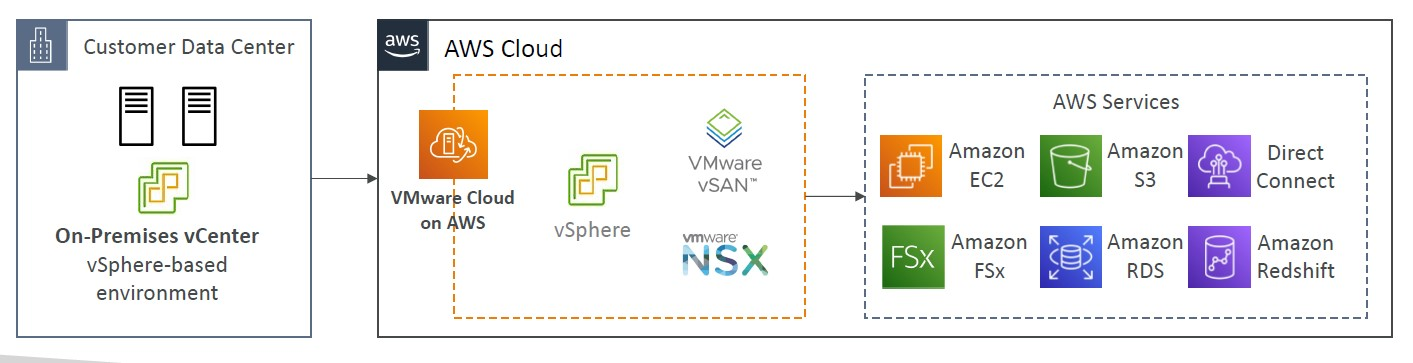 Customer Data Center
On-Premises vCenter
vSphere-based
environment
aws
AWS Cloud
VMware Cloud
on AWS
vSphere
VMware
vSAN™
vmware®
NSX
AWS Services
Amazon
EC2
Amazon
S3
Direct
Connect
FSx
Amazon
FSx
Amazon
RDS
Amazon
Redshift